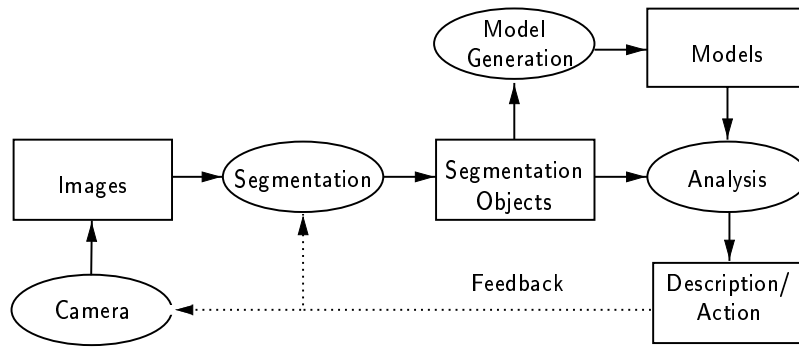 Model
Generation
Models
Images
Segmentation
Segmentation
Objects
Analysis
Camera
Feedback
Description/
Action